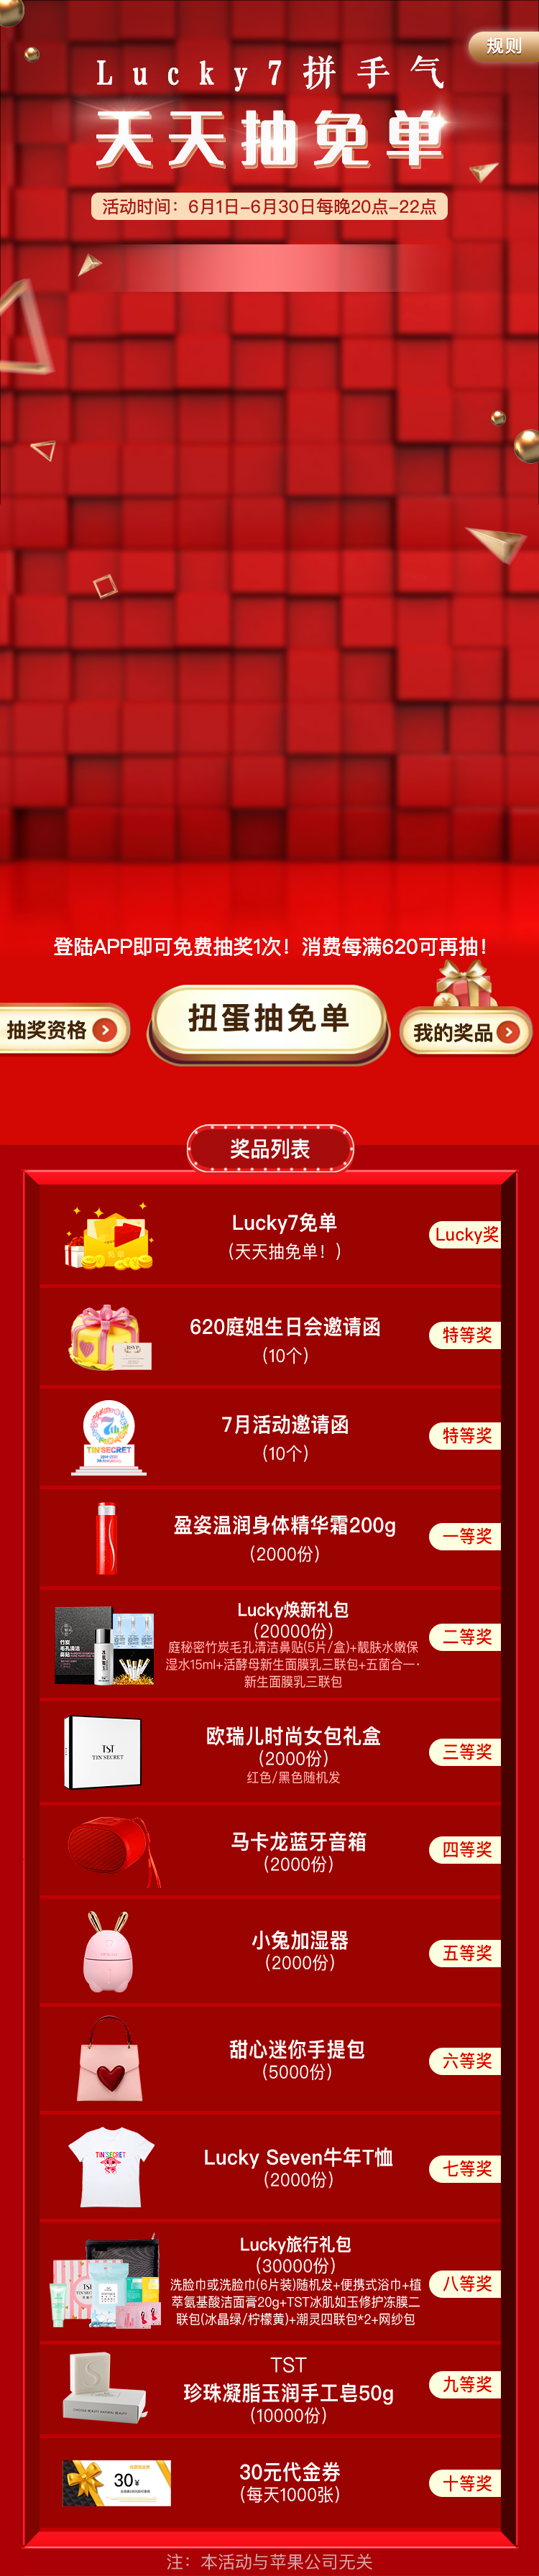 规则
Lucky7拼手气
天天抽免单
活动时间：6月1日-6月30日每晚20点-22点
登陆APP即可免费抽奖1次！消费每满620可再抽！
抽奖资格
扭蛋抽免单
我的奖品
奖品列表
Lucky7免单
(天天抽免单！)
Lucky奖
620庭姐生日会邀请函
(10个)
特等奖
RSVP
7月活动邀请函
(10个)
特等奖
7th
TIN'SECRET
盈姿温润身体精华霜200g
(2000份)
一等奖
Lucky焕新礼包
(20000份)
庭秘密竹炭毛孔清洁鼻贴(5片/盒)+靓肤水嫩保
湿水15ml+活酵母新生面膜乳三联包+五菌合一·
新生面膜乳三联包
二等奖
竹炭
毛孔清洁
鼻贴
欧瑞儿时尚女包礼盒
(2000份)
红色/黑色随机发
三等奖
TST
TIN'SECRET
马卡龙蓝牙音箱
(2000份)
四等奖
小兔加湿器
(2000份)
五等奖
甜心迷你手提包
(5000份)
六等奖
Lucky Seven牛年T恤
(2000份)
七等奖
TIN'SECRET
Lucky旅行礼包
(30000份)
洗脸巾或洗脸巾(6片装)随机发+便携式浴巾+植
萃氨基酸洁面膏20g+TST冰肌如玉修护冻膜二
联包(冰晶绿/柠檬黄)+潮灵四联包*2+网纱包
八等奖
TST
TST
珍珠凝脂玉润手工皂50g
(10000份)
九等奖
30元代金券
(每天1000张)
十等奖
30¥
注：本活动与苹果公司无关